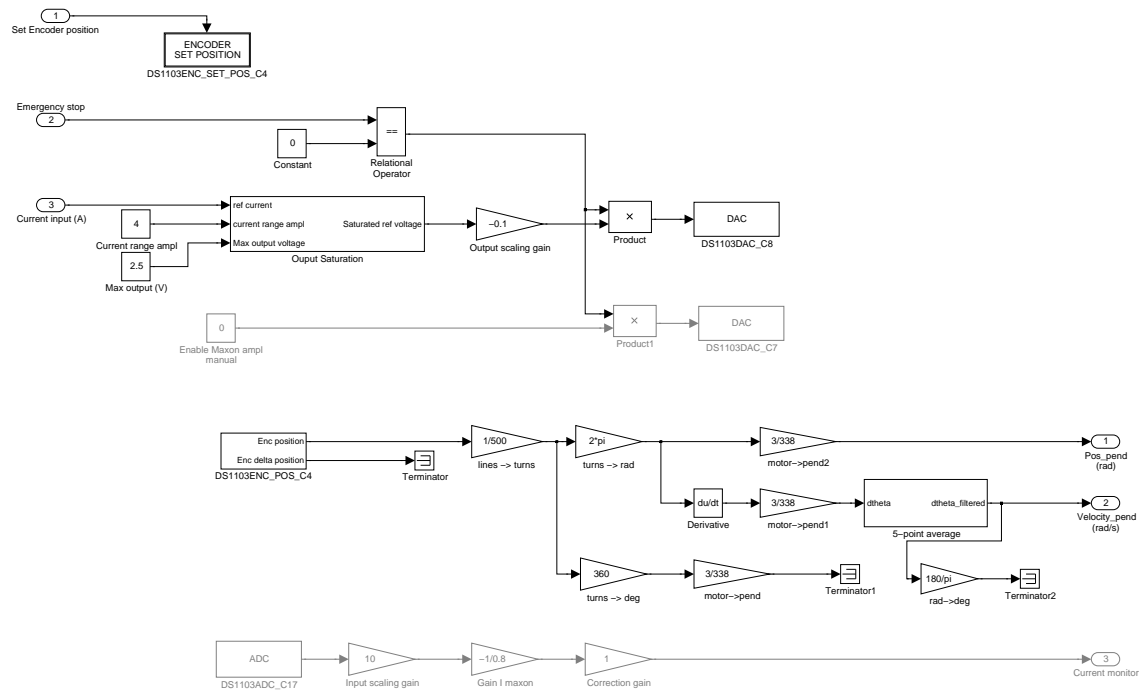 1
Set Encoder position
ENCODER
SET POSITION
DS1103ENC_SET_POS_C4
Emergency stop
2
0
Constant
==
Relational
Operator
3
Current input (A)
4
Current range ampl
2.5
Max output (V)
ref current
current range ampl
Max output voltage
Saturated ref voltage
Ouput Saturation
−0.1
Output scaling gain
×
Product
DAC
DS1103DAC_C8
0
Enable Maxon ampl
manual
×
Product1
DAC
DS1103DAC_C7
Enc position
Enc delta position
DS1103ENC_POS_C4
Terminator
1/500
lines −> turns
2*pi
turns −> rad
3/338
motor−>pend2
1
Pos_pend
(rad)
du/dt
Derivative
3/338
motor−>pend1
dtheta
dtheta_filtered
5−point average
2
Velocity_pend
(rad/s)
360
turns −> deg
3/338
motor−>pend
Terminator1
180/pi
rad−>deg
Terminator2
ADC
DS1103ADC_C17
10
Input scaling gain
−1/0.8
Gain I maxon
1
Correction gain
3
Current monitor